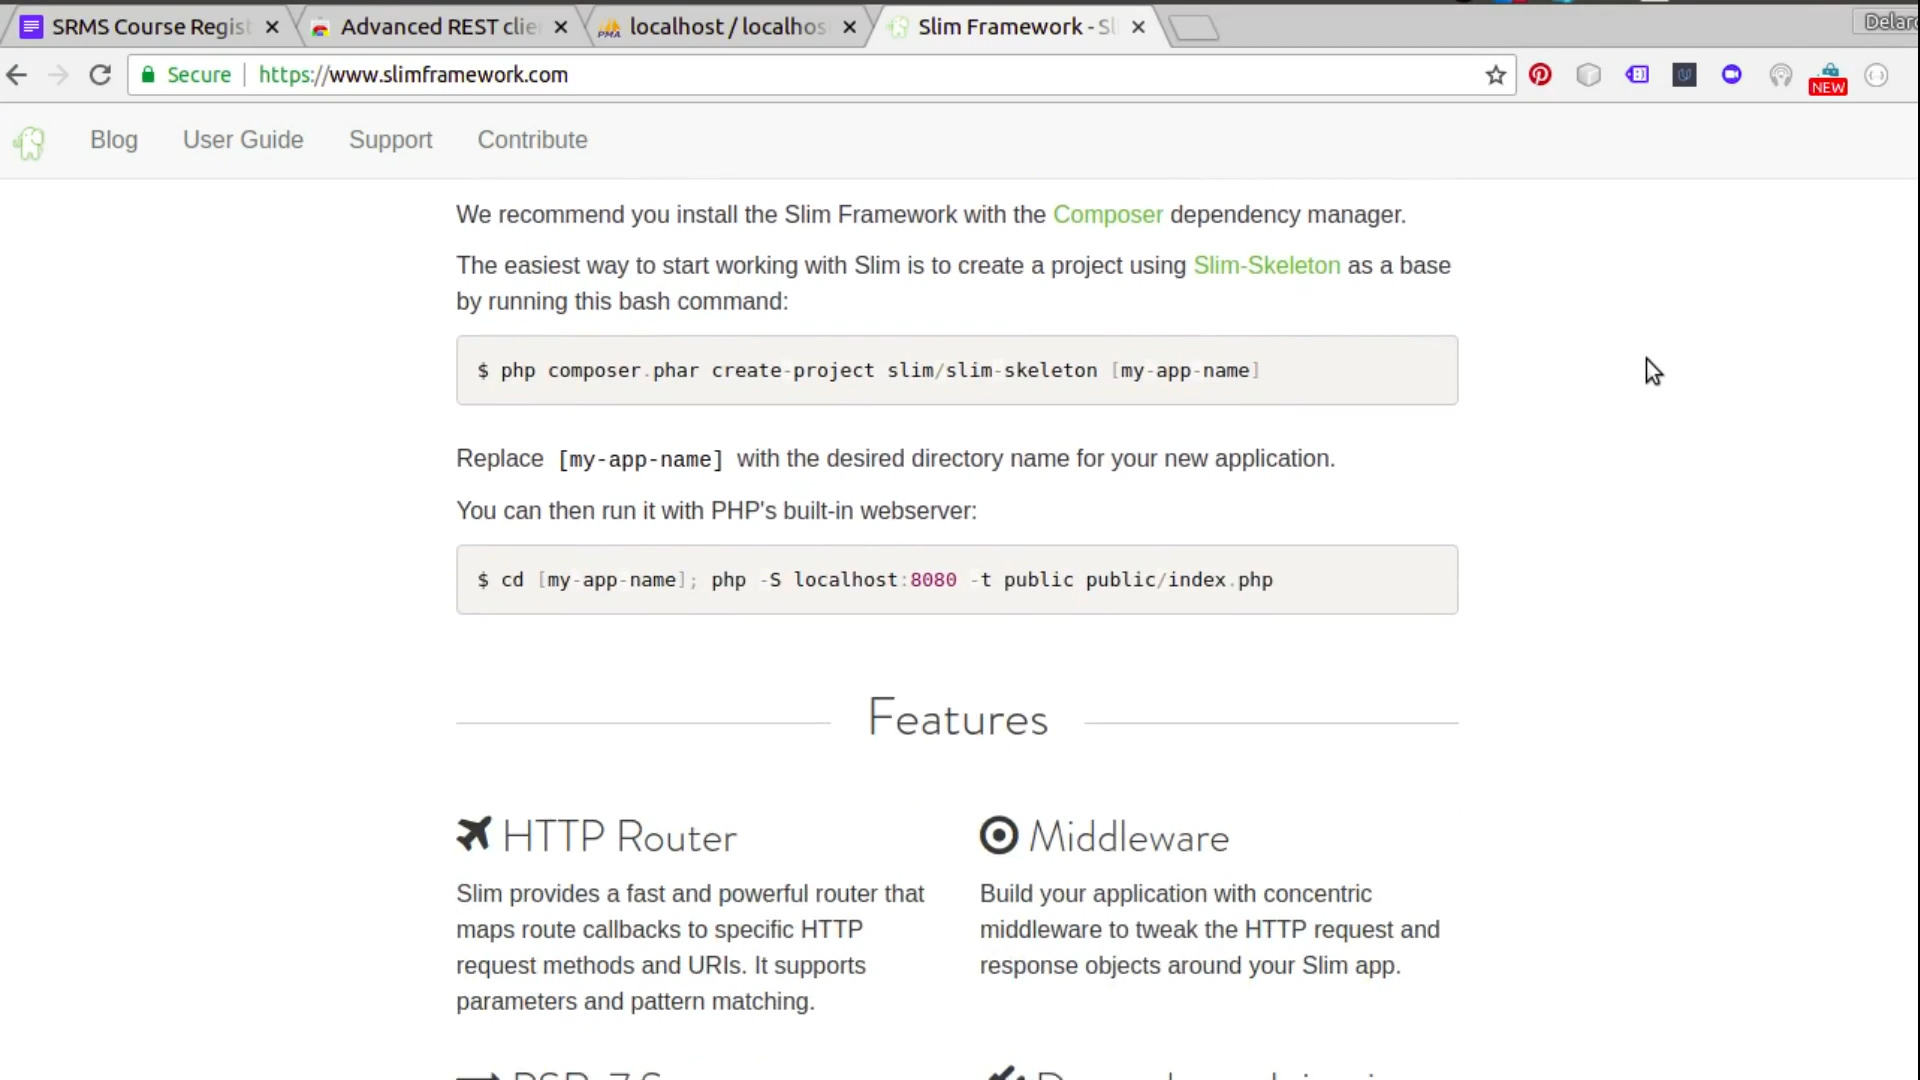 SRMS Course Regist
Advanced REST clie
localhost / localhos
Slim Framework - Sl
Delaro
Secure
https://www.slimframework.com
NEW
Blog
User Guide
Support
Contribute
We recommend you install the Slim Framework with the Composer dependency manager.
The easiest way to start working with Slim is to create a project using Slim-Skeleton as a base
by running this bash command:
$ php composer.phar create-project slim/slim-skeleton [my-app-name]
Replace [my-app-name] with the desired directory name for your new application.
You can then run it with PHP's built-in webserver:
$ cd [my-app-name]; php -S localhost:8080 -t public public/index.php
Features
HTTP Router
Middleware
Slim provides a fast and powerful router that
maps route callbacks to specific HTTP
request methods and URIs. It supports
parameters and pattern matching.
Build your application with concentric
middleware to tweak the HTTP request and
response objects around your Slim app.